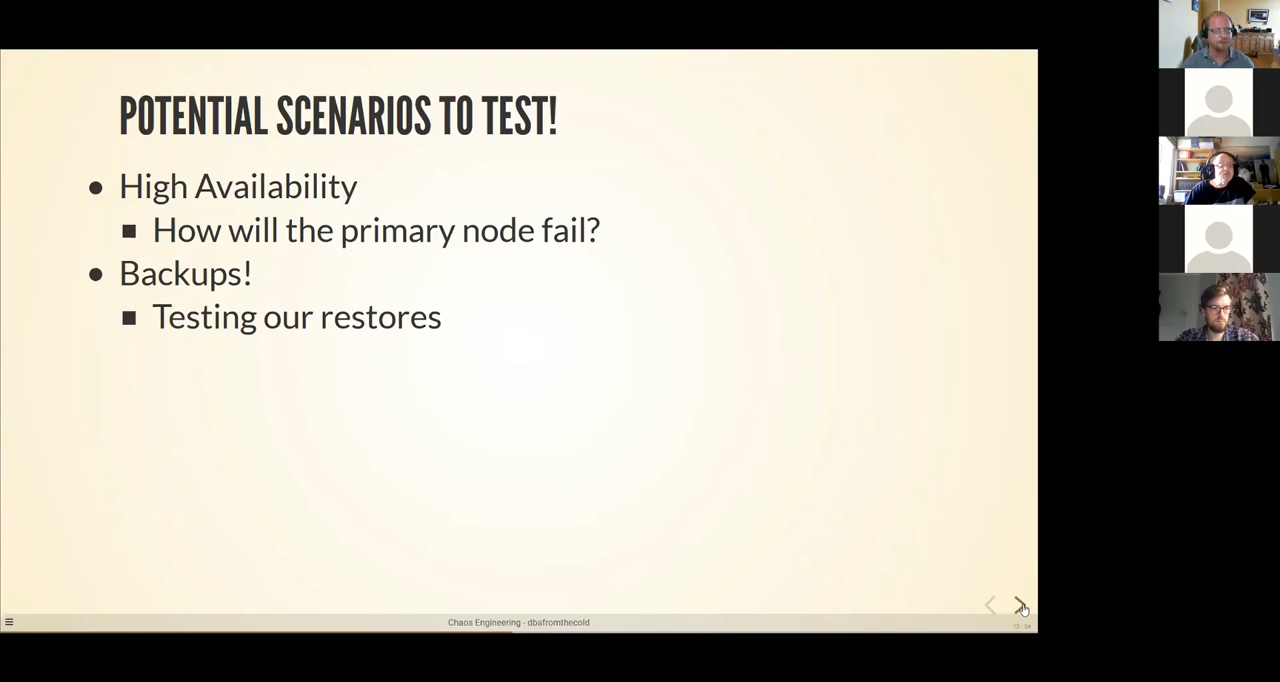 POTENTIAL SCENARIOS TO TEST!
High Availability
How will the primary node fail?
Backups!
Testing our restores
Chaos Engineering - dbafromthecold